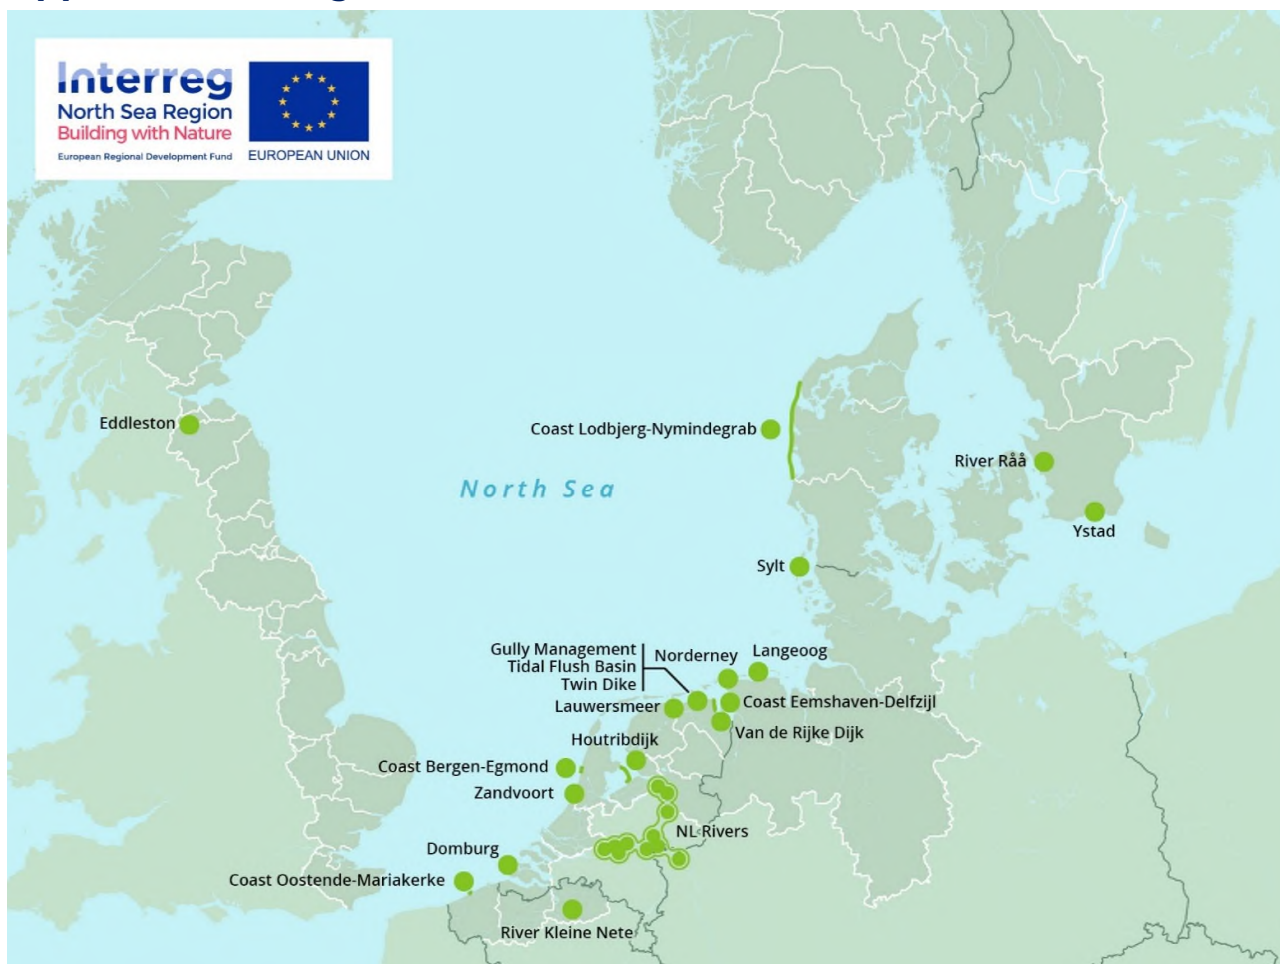 Interreg
North Sea Region
Building with Nature
European Regional Development Fund
EUROPEAN UNION
Eddleston
Coast Lodbjerg-Nymindegrab
River Råå
North Sea
Ystad
Sylt
Gully Management
Tidal Flush Basin
Twin Dike
Norderney
Langeoog
Lauwersmeer
Coast Eemshaven-Delfzijl
Van de Rijke Dijk
Houtribdijk
Coast Bergen-Egmond
Zandvoort
NL-Rivers
Domburg
Coast Oostende-Mariakerke
River Kleine Nete